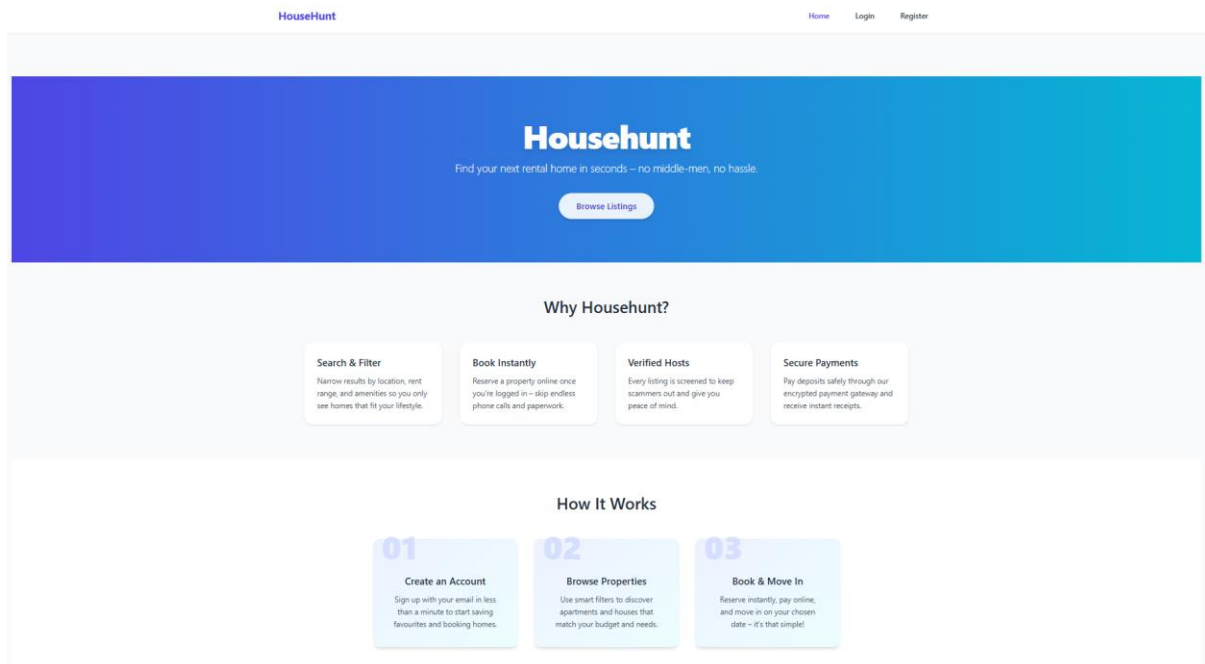 HouseHunt
Home Login Register
Househunt
Find your next rental home in seconds – no middle-men, no hassle.
Browse Listings
Why Househunt?
Search & Filter
Narrow results by location, rent
range, and amenities so you only
see homes that fit your lifestyle.
Book Instantly
Reserve a property online once
you're logged in – skip endless
phone calls and paperwork.
Verified Hosts
Every listing is screened to keep
scammers out and give you
peace of mind.
Secure Payments
Pay deposits safely through our
encrypted payment gateway and
receive instant receipts.
How It Works
01
Create an Account
Sign up with your email in less
than a minute to start saving
favourites and booking homes.
02
Browse Properties
Use smart filters to discover
apartments and houses that
match your budget and needs.
03
Book & Move In
Reserve instantly, pay online,
and move in on your chosen
date – it's that simple!